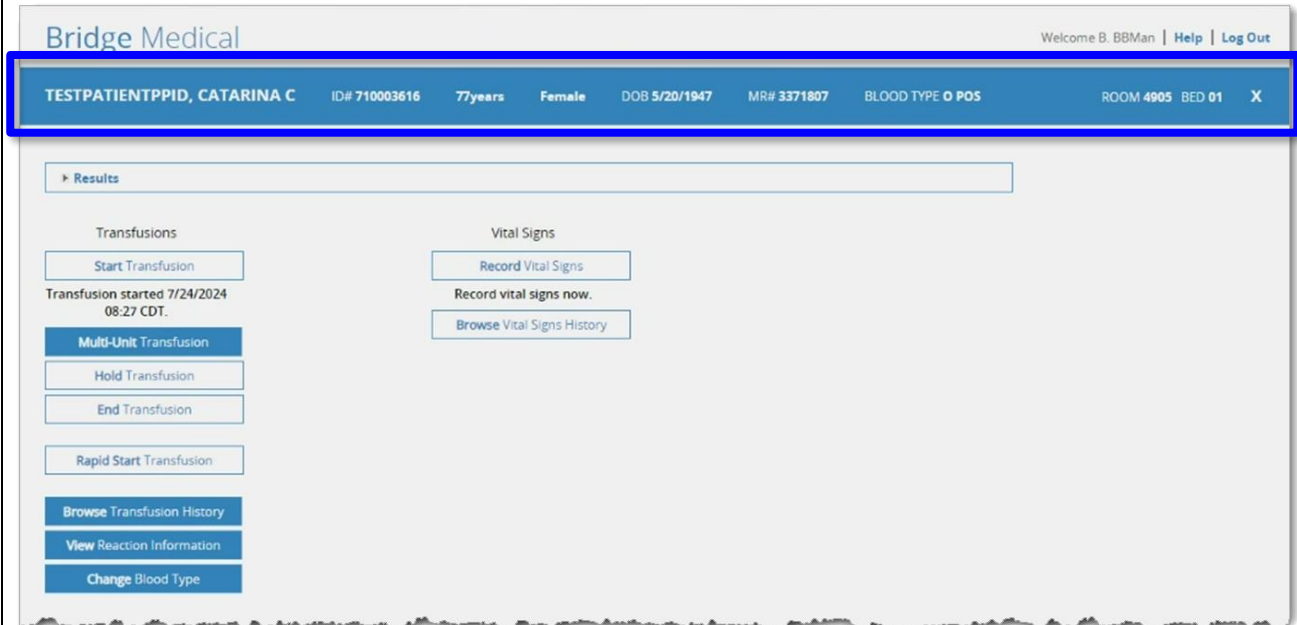 Bridge Medical
Welcome B. BBMan | Help | Log Out
TESTPATIENTPPID, CATARINA C ID# 710003616 77years Female DOB 5/20/1947 MR# 3371807 BLOOD TYPE O POS ROOM 4905 BED 01 X
Results
Transfusions
Start Transfusion
Transfusion started 7/24/2024
08:27 CDT.
Multi-Unit Transfusion
Hold Transfusion
End Transfusion
Rapid Start Transfusion
Browse Transfusion History
View Reaction Information
Change Blood Type
Vital Signs
Record Vital Signs
Record vital signs now.
Browse Vital Signs History